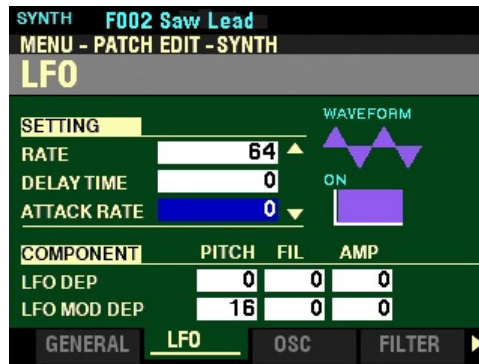 SYNTH F002 Saw Lead
MENU - PATCH EDIT - SYNTH
LFO
WAVEFORM
SETTING
RATE 64
DELAY TIME 0
ON
ATTACK RATE 0
COMPONENT PITCH FIL AMP
LFO DEP 0 0 0
LFO MOD DEP 16 0 0
GENERAL LFO OSC FILTER